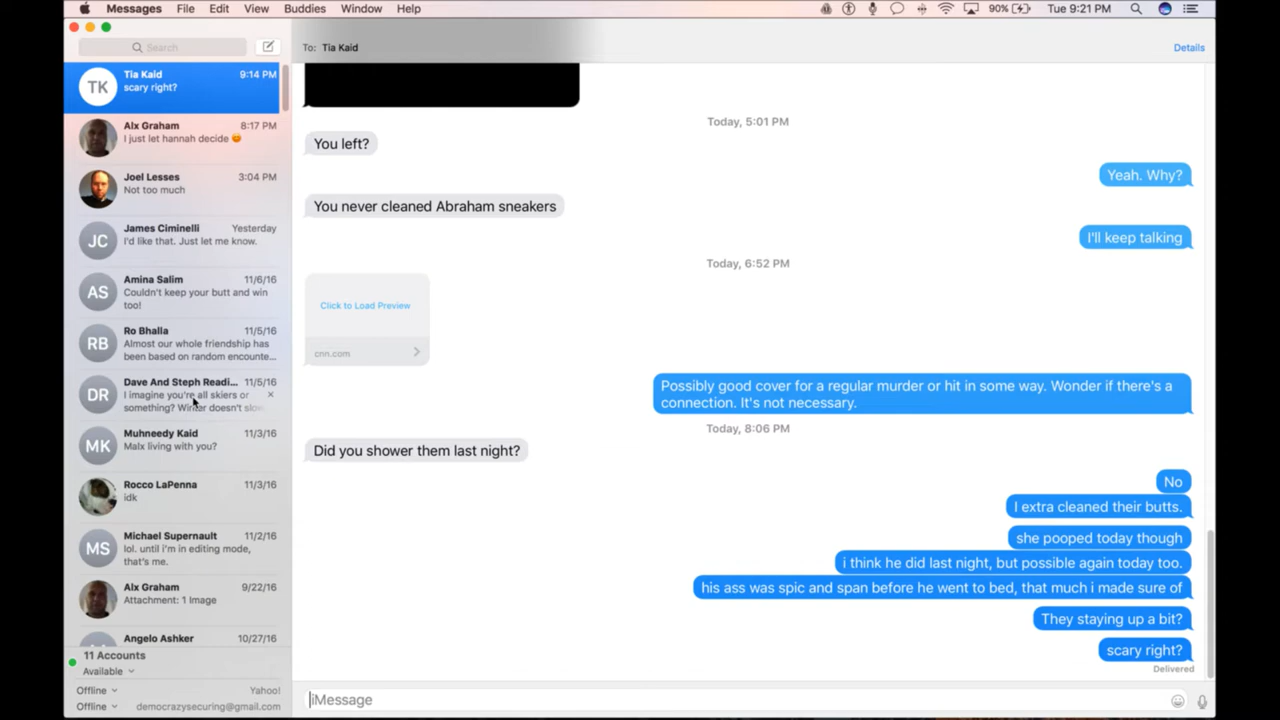 Messages File Edit View Buddies Window Help 90% Tue 9:21 PM
Search
To: Tia Kaid Details
Tia Kaid 9:14 PM
scary right?
TK
Alx Graham 8:17 PM
I just let hannah decide 😊
Joel Lesses 3:04 PM
Not too much
James Ciminelli Yesterday
I'd like that. Just let me know.
JC
Amina Salim 11/6/16
Couldn't keep your butt and win
too!
AS
Ro Bhalla 11/5/16
Almost our whole friendship has
been based on random encounte...
RB
Dave And Steph Readi... 11/5/16
I imagine you're all skiers or
something? Winter doesn't slow
DR
Muhneedy Kaid 11/3/16
Malx living with you?
MK
Rocco LaPenna 11/3/16
idk
Michael Supernault 11/2/16
lol. until i'm in editing mode,
that's me.
MS
Alx Graham 9/22/16
Attachment: 1 Image
Angelo Ashker 10/27/16
11 Accounts
Available
Offline Yahoo!
Offline democrazysecuring@gmail.com
Today, 5:01 PM
You left?
Yeah. Why?
You never cleaned Abraham sneakers
I'll keep talking
Today, 6:52 PM
Click to Load Preview
cnn.com
Possibly good cover for a regular murder or hit in some way. Wonder if there's a
connection. It's not necessary.
Today, 8:06 PM
Did you shower them last night?
No
I extra cleaned their butts.
she pooped today though
i think he did last night, but possible again today too.
his ass was spic and span before he went to bed, that much i made sure of
They staying up a bit?
scary right?
Delivered
iMessage